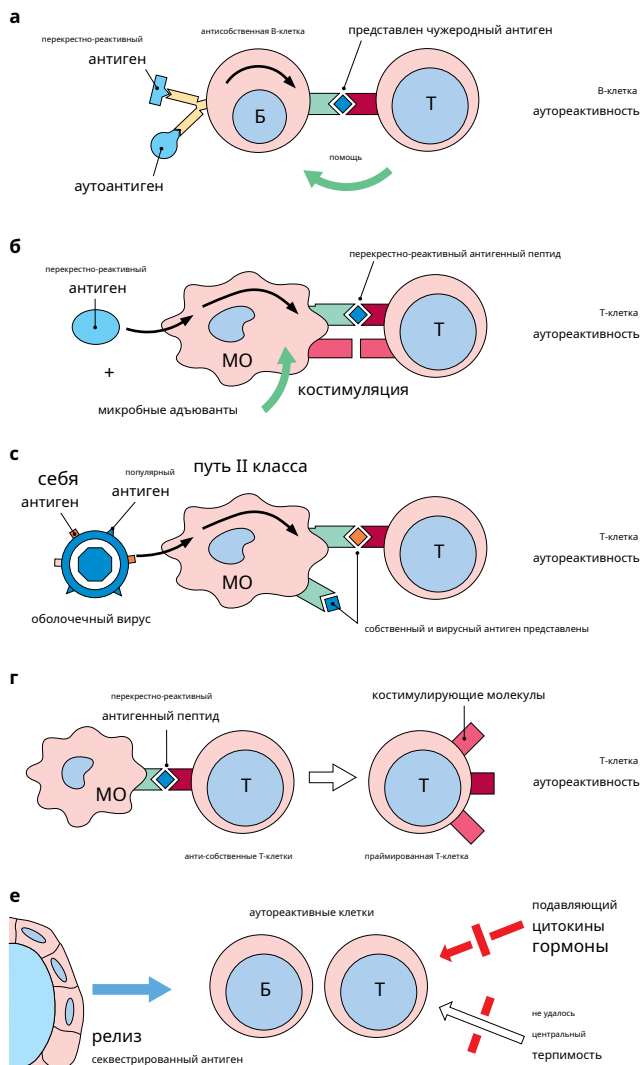 а
перекрестно-реактивный
антиген
антисобственная В-клетка
представлен чужеродный антиген
Б
Т
В-клетка
аутореактивность
помощь
аутоантиген
б
перекрестно-реактивный
антиген
перекрестно-реактивный антигенный пептид
МО
Т
Т-клетка
аутореактивность
+
микробные адъюванты
костимуляция
с
себя
антиген
популярный
антиген
путь II класса
МО
Т
Т-клетка
аутореактивность
оболочечный вирус
собственный и вирусный антиген представлены
г
перекрестно-реактивный
антигенный пептид
костимулирующие молекулы
МО
Т
Т
Т-клетка
аутореактивность
анти-собственные Т-клетки
праймированная Т-клетка
е
аутореактивные клетки
подавляющий
цитокины
гормоны
Б
Т
релиз
секвестрированный антиген
не удалось
центральный
терпимость